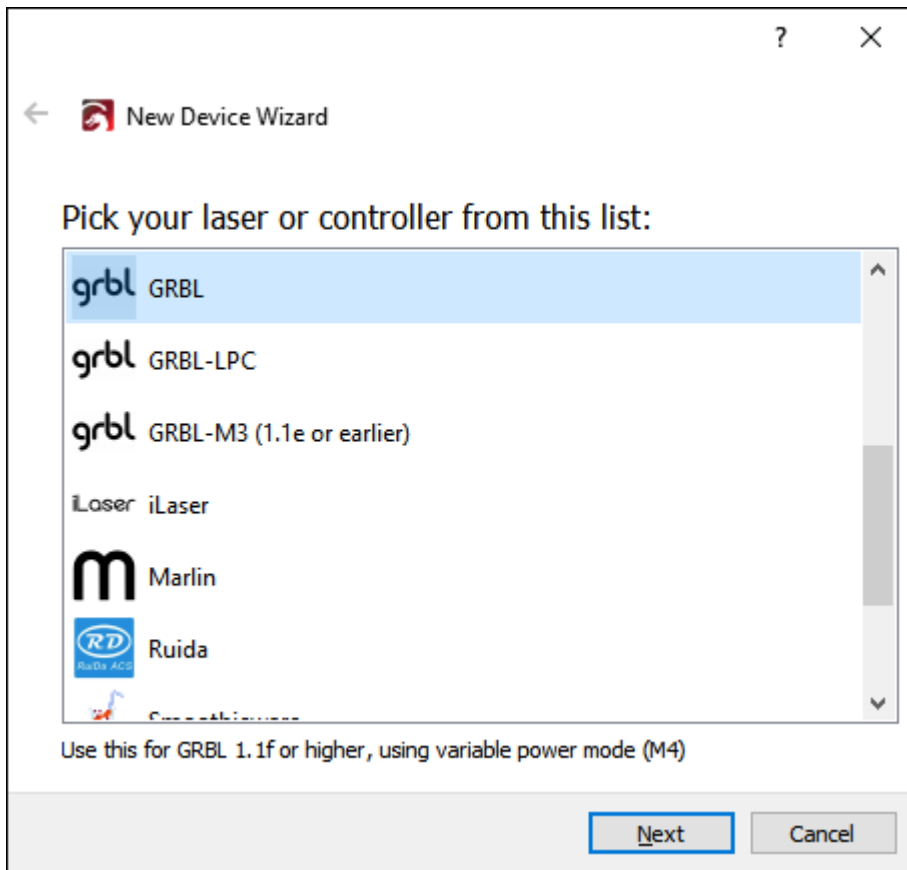 ?
New Device Wizard
Pick your laser or controller from this list:
grbl GRBL
grbl GRBL-LPC
grbl GRBL-M3 (1.1e or earlier)
iLaser iLaser
m Marlin
RD
RuiDa ACS
Ruida
Use this for GRBL 1.1f or higher, using variable power mode (M4)
Next
Cancel